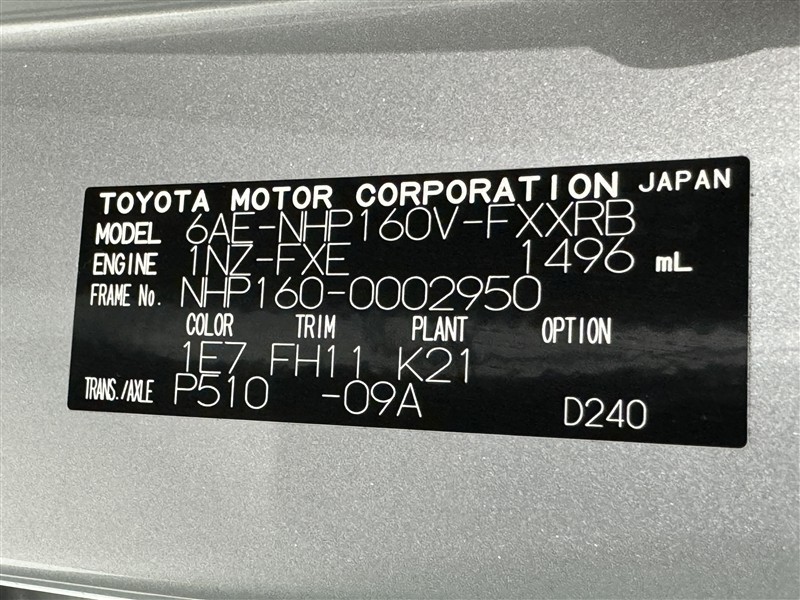 TOYOTA MOTOR CORPORATION JAPAN
MODEL 6AE-NHP160V-FXXRB
ENGINE 1NZ-FXE 1496 mL
FRAME No. NHP160-0002950
COLOR TRIM PLANT OPTION
1E7 FH11 K21
TRANS./AXLE P510 -09A D240